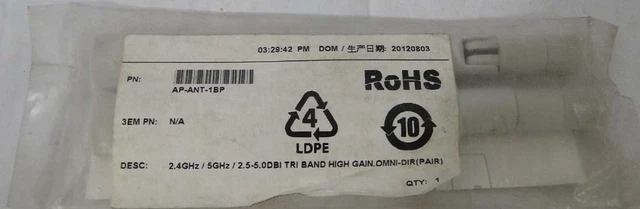 03:29:42 PM DOM / 生产日期: 20120803
PN:
AP-ANT-1BP
RoHS
3EM PN: N/A
4
LDPE
10
DESC: 2.4GHz / 5GHz / 2.5-5.0DBI TRI BAND HIGH GAIN.OMNI-DIR(PAIR)
QTY: 1